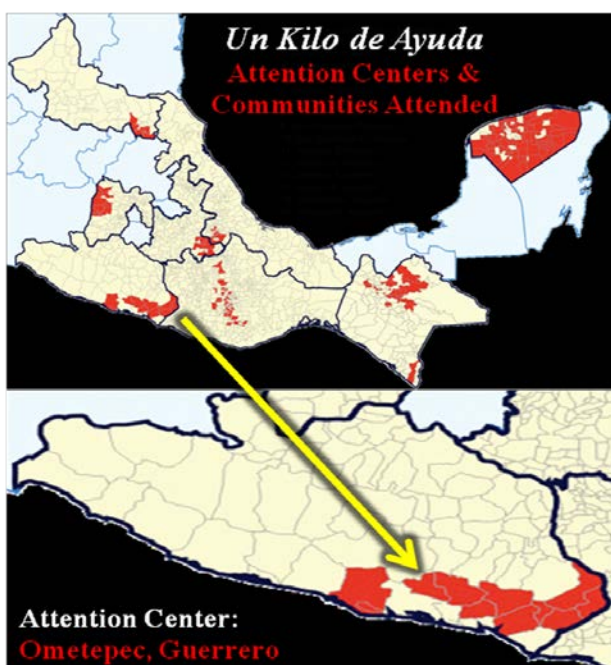 Un Kilo de Ayuda
Attention Centers &
Communities Attended
Attention Center:
Ometepec, Guerrero